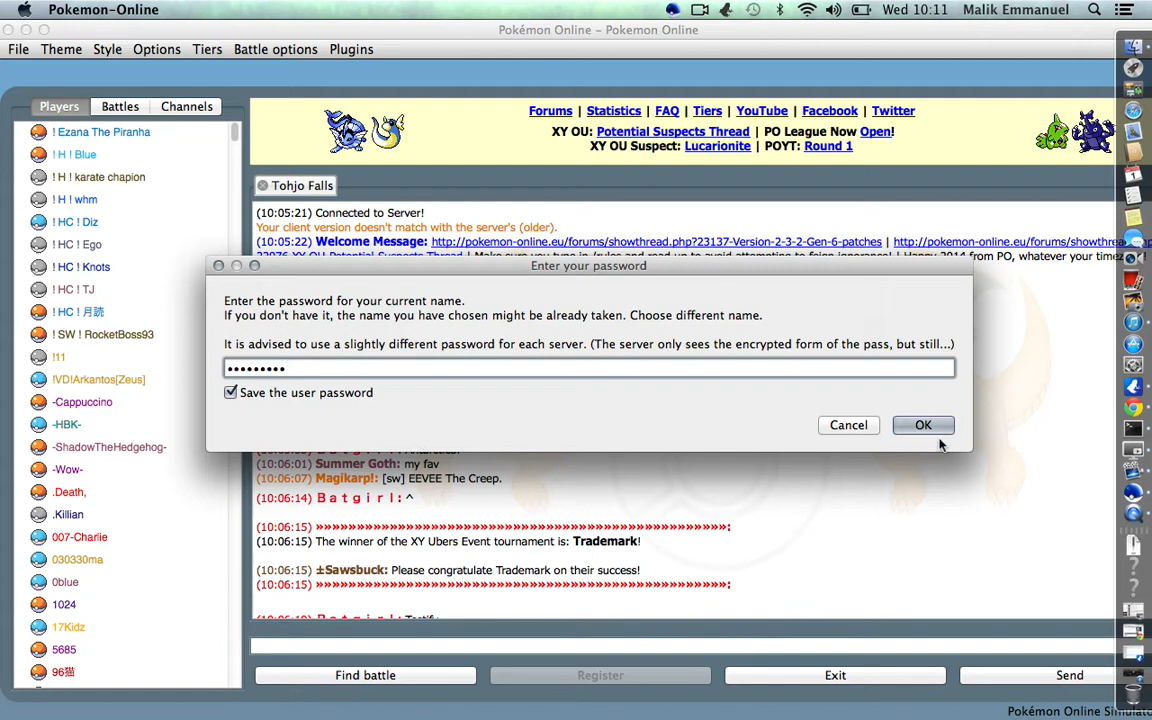 Pokemon-Online
Wed 10:11
Malik Emmanuel
Pokémon Online – Pokemon Online
File Theme Style Options Tiers Battle options Plugins
Players Battles Channels
! Ezana The Piranha
! H ! Blue
! H ! karate chapion
! H ! whm
! HC ! Diz
! HC ! Ego
! HC ! Knots
! HC ! TJ
! HC ! 月読
! SW ! RocketBoss93
!11
!VD!Arkantos[Zeus]
-Cappuccino
-HBK-
-ShadowTheHedgehog-
-Wow-
.Death,
.Killian
007-Charlie
030330ma
0blue
1024
17Kidz
5685
96猫
Forums | Statistics | FAQ | Tiers | YouTube | Facebook | Twitter
XY OU: Potential Suspects Thread | PO League Now Open!
XY OU Suspect: Lucarionite | POYT: Round 1
Tohjo Falls
(10:05:21) Connected to Server!
Your client version doesn't match with the server's (older).
(10:05:22) Welcome Message: http://pokemon-online.eu/forums/showthread.php?23137-Version-2-3-2-Gen-6-patches | http://pokemon-online.eu/forums/showthrea
Enter your password
Enter the password for your current name.
If you don't have it, the name you have chosen might be already taken. Choose different name.
It is advised to use a slightly different password for each server. (The server only sees the encrypted form of the pass, but still...)
•••••••••
Save the user password
Cancel OK
(10:06:01) Summer Goth: my fav
(10:06:07) Magikarp!: [sw] EEVEE The Creep.
(10:06:14) B a t g i r l : ^
(10:06:15) »»»»»»»»»»»»»»»»»»»»»»»»»»»»»»»»»»»»»»»»»»»»»»»»»»:
(10:06:15) The winner of the XY Ubers Event tournament is: Trademark!
(10:06:15) ±Sawsbuck: Please congratulate Trademark on their success!
(10:06:15) »»»»»»»»»»»»»»»»»»»»»»»»»»»»»»»»»»»»»»»»»»»»»»»»»»:
Find battle Register Exit Send
Pokémon Online Simulato